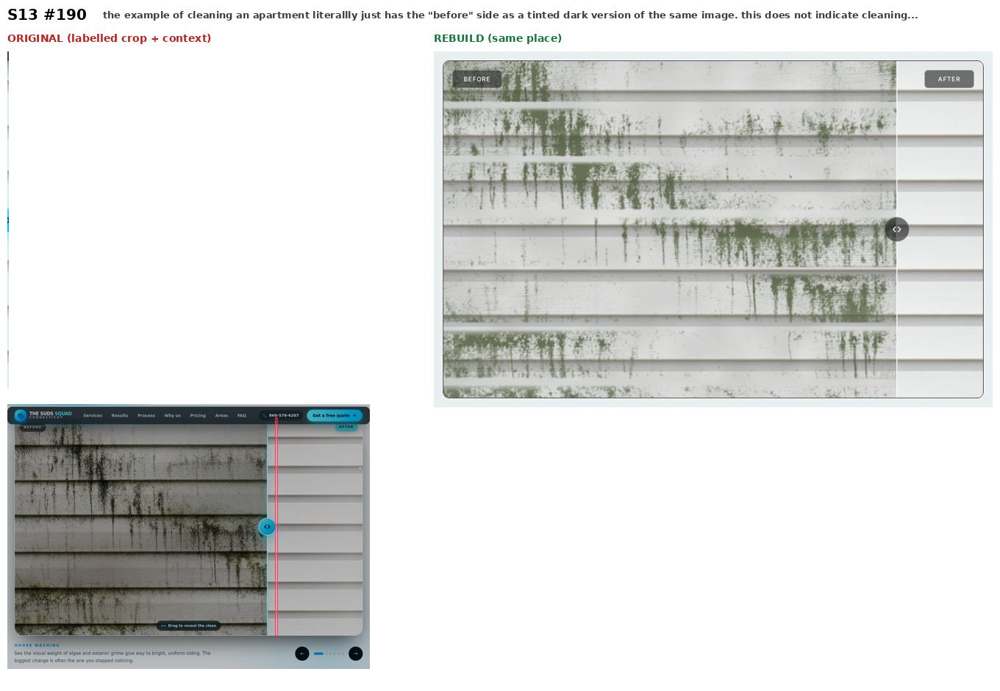 S13 #190 the example of cleaning an apartment literallly just has the "before" side as a tinted dark version of the same image. this does not indicate cleaning...
ORIGINAL (labelled crop + context)
REBUILD (same place)
BEFORE
AFTER
THE SUDS SQUAD
Services Results Process Why us Pricing Areas FAQ
Get a free quote
BEFORE
AFTER
Drag to reveal the clean
HOUSE WASHING
See the visual weight of algae and exterior grime give way to bright, uniform siding. The
biggest change is often the one you stopped noticing.